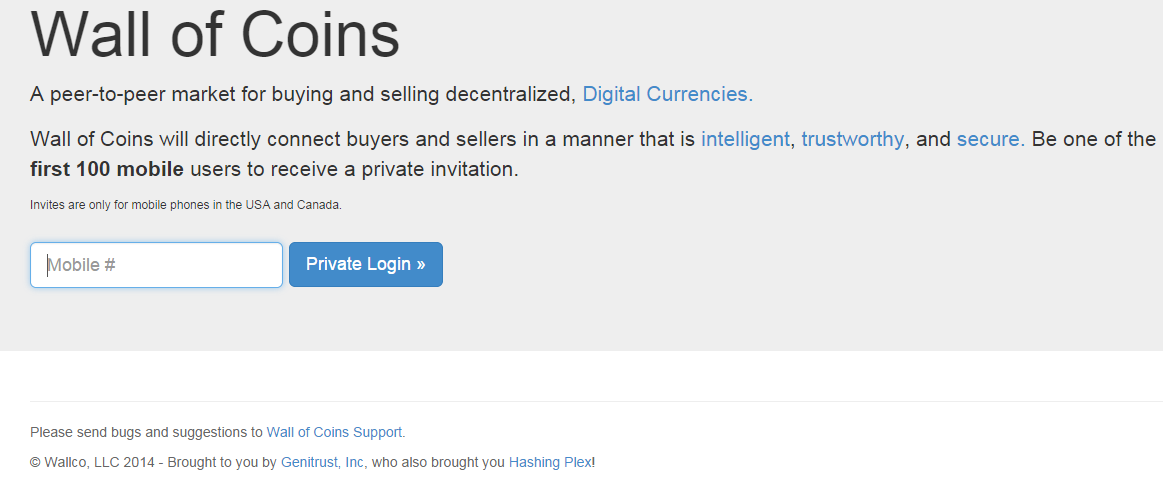 Wall of Coins
A peer-to-peer market for buying and selling decentralized, Digital Currencies.
Wall of Coins will directly connect buyers and sellers in a manner that is intelligent, trustworthy, and secure. Be one of the
first 100 mobile users to receive a private invitation.
Invites are only for mobile phones in the USA and Canada.
Mobile #
Private Login »
Please send bugs and suggestions to Wall of Coins Support.
© Wallco, LLC 2014 - Brought to you by Genitrust, Inc, who also brought you Hashing Plex!